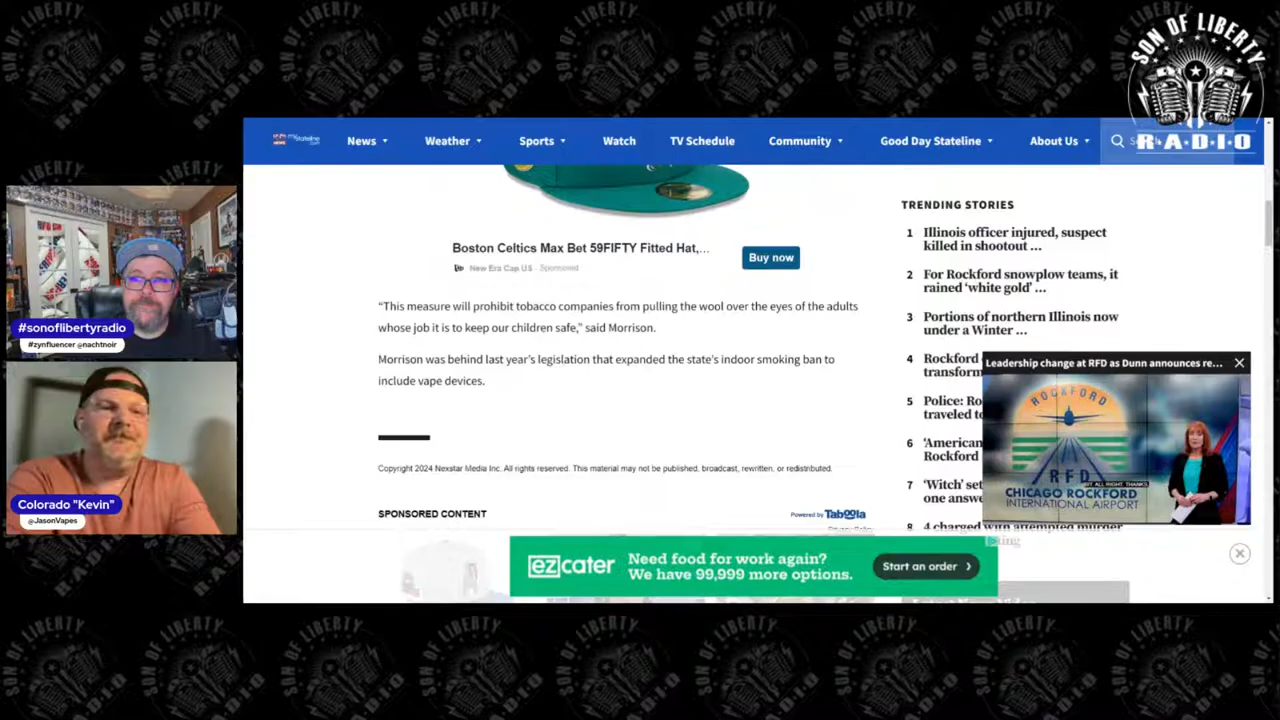 SON OF LIBERTY
RADIO
mystateline.com
News
Weather
Sports
Watch
TV Schedule
Community
Good Day Stateline
About Us
Boston Celtics Max Bet 59FIFTY Fitted Hat,...
New Era Cap US - Sponsored
Buy now
“This measure will prohibit tobacco companies from pulling the wool over the eyes of the adults
whose job it is to keep our children safe,” said Morrison.
Morrison was behind last year’s legislation that expanded the state’s indoor smoking ban to
include vape devices.
Copyright 2024 Nexstar Media Inc. All rights reserved. This material may not be published, broadcast, rewritten, or redistributed.
SPONSORED CONTENT
Powered by Taboola
Privacy Policy
TRENDING STORIES
1 Illinois officer injured, suspect
killed in shootout ...
2 For Rockford snowplow teams, it
rained ‘white gold’ ...
3 Portions of northern Illinois now
under a Winter ...
4 Rockford
transform
5 Police: Ro
traveled to
6 ‘American
Rockford
7 ‘Witch’ set
one answe
8 4 charged with attempted murder
Leadership change at RFD as Dunn announces re...
ROCKFORD
RFD
CHICAGO ROCKFORD
INTERNATIONAL AIRPORT
ALL RIGHT. THANKS
ezcater
Need food for work again?
We have 99,999 more options.
Start an order
#sonoflibertyradio
#zynfluencer @nachtnoir
Colorado "Kevin"
@JasonVapes